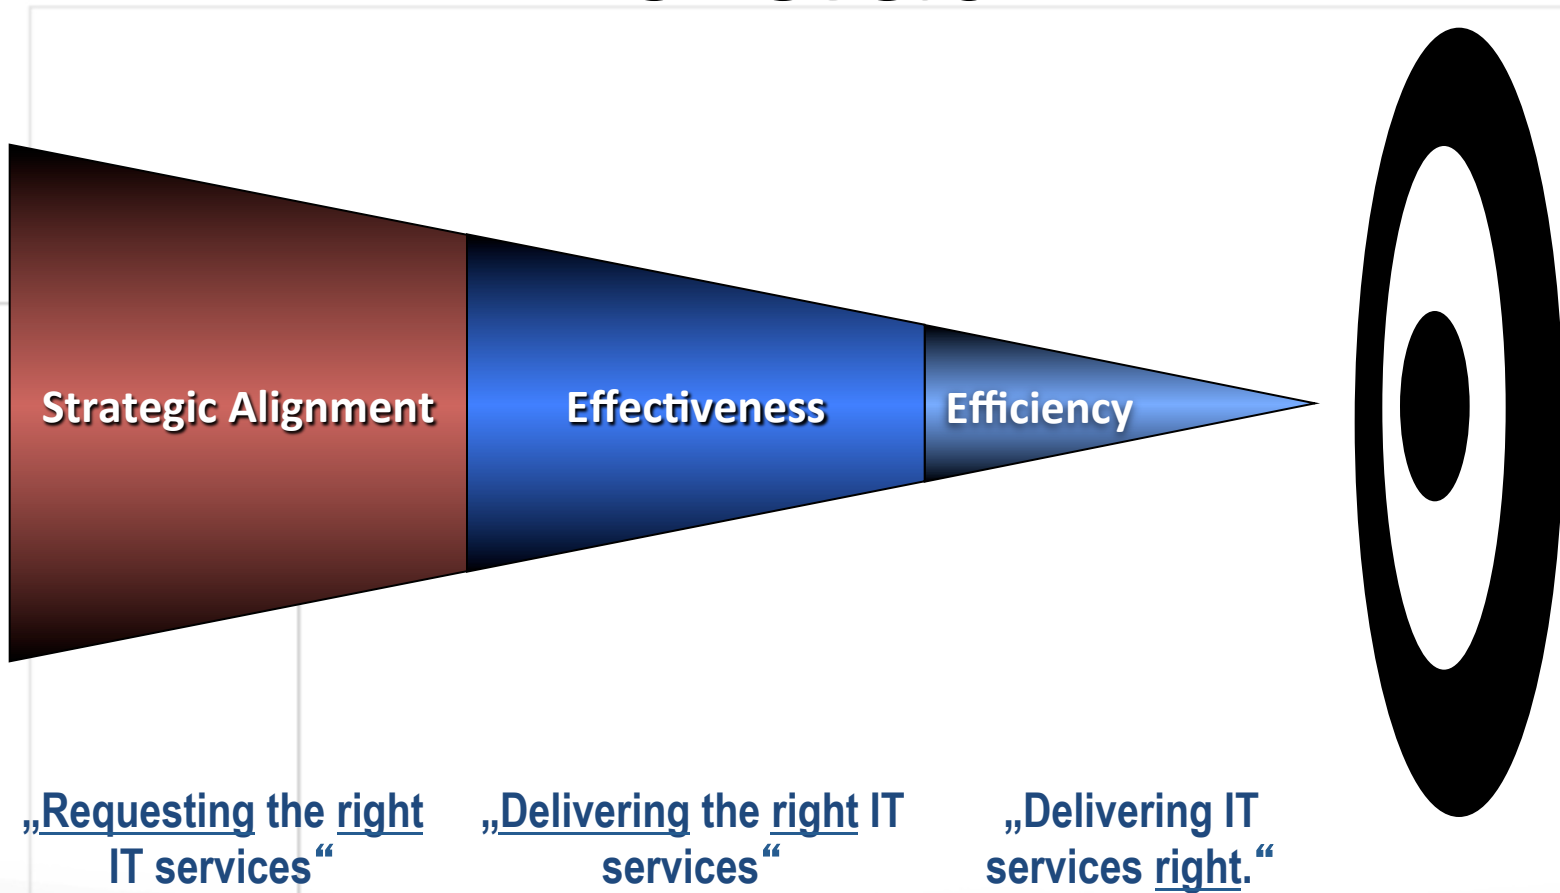 Strategic Alignment
Effectiveness
Efficiency
„Requesting the right
IT services“
„Delivering the right IT
services“
„Delivering IT
services right.“